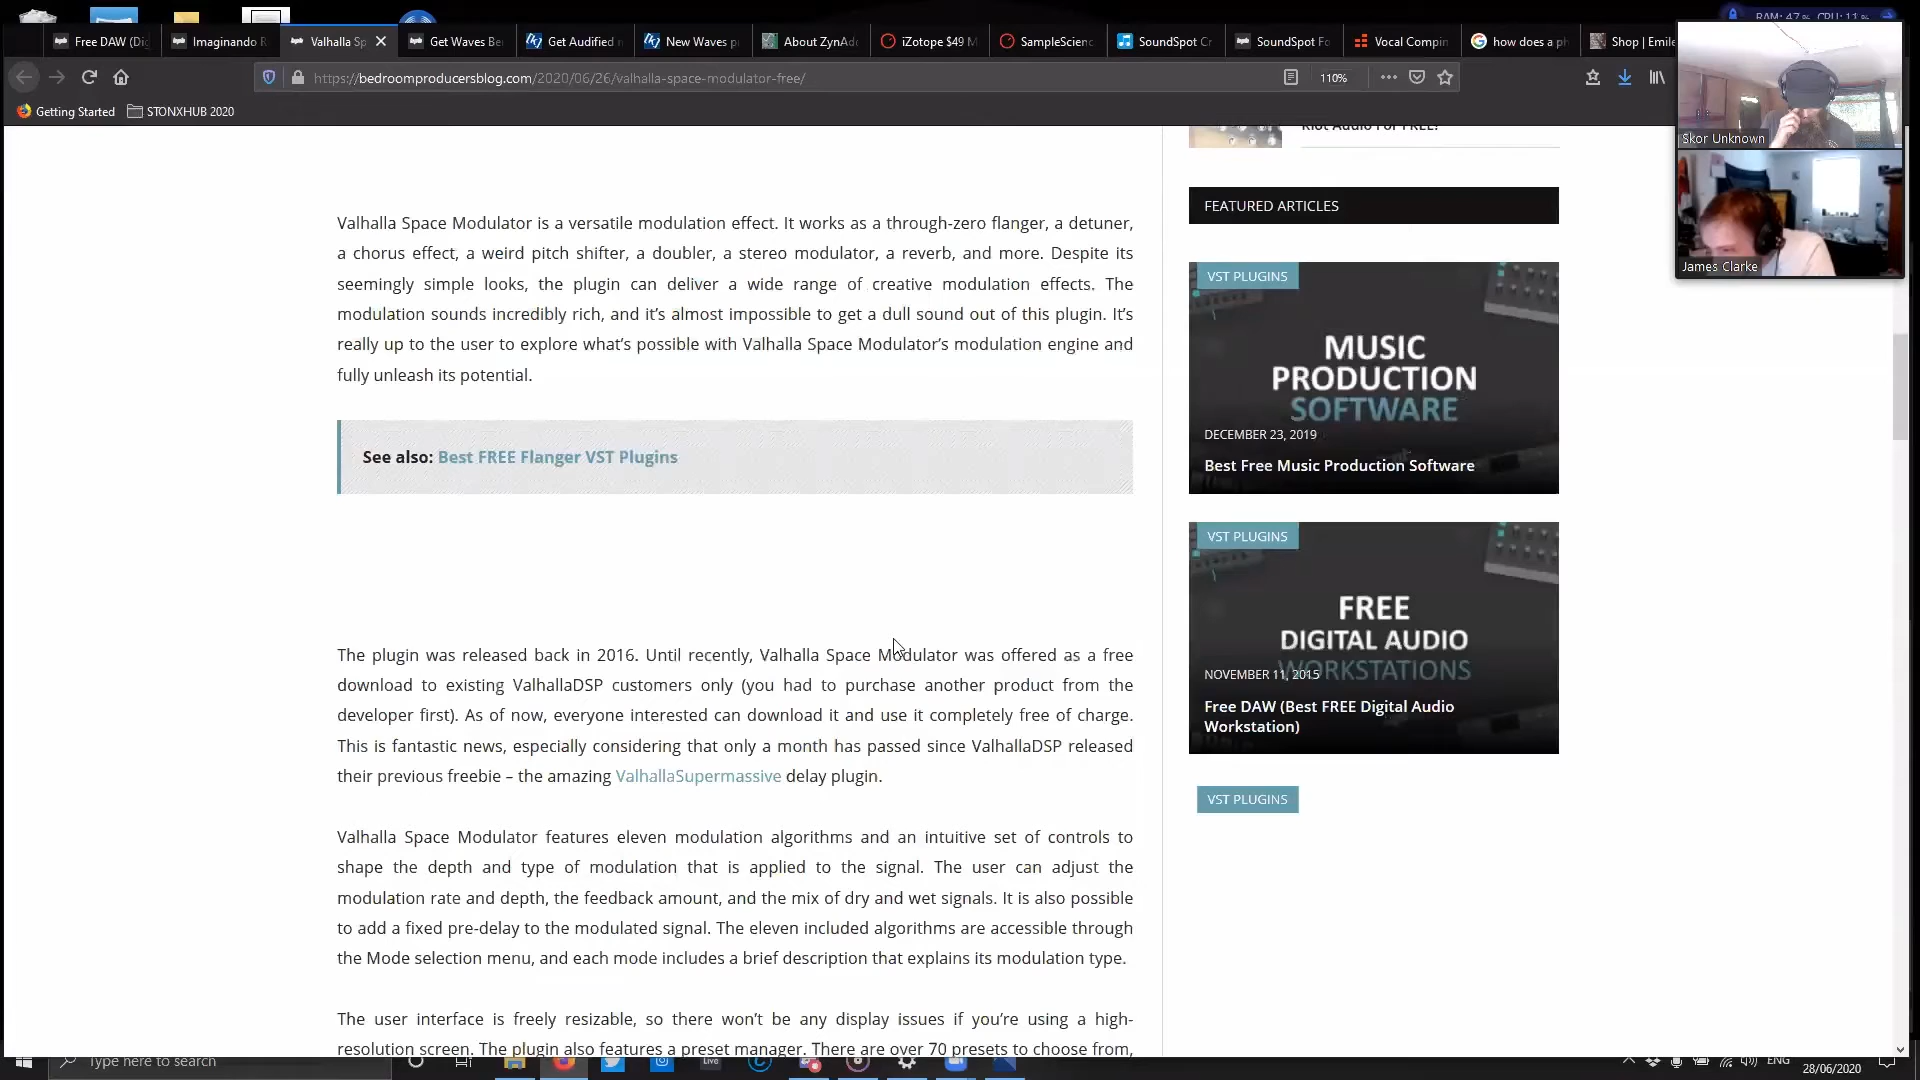 RAM: 47% CPU: 11%
Free DAW (Di
Imaginando R
Valhalla Sp
Get Waves Be
Get Audified n
New Waves p
About ZynAd
iZotope $49 M
SampleScienc
SoundSpot Cr
SoundSpot Fo
Vocal Compin
how does a ph
Shop | Emile
https://bedroomproducersblog.com/2020/06/26/valhalla-space-modulator-free/
110%
Getting Started
STONXHUB 2020
Skor Unknown
James Clarke
Valhalla Space Modulator is a versatile modulation effect. It works as a through-zero flanger, a detuner,
a chorus effect, a weird pitch shifter, a doubler, a stereo modulator, a reverb, and more. Despite its
seemingly simple looks, the plugin can deliver a wide range of creative modulation effects. The
modulation sounds incredibly rich, and it's almost impossible to get a dull sound out of this plugin. It's
really up to the user to explore what's possible with Valhalla Space Modulator's modulation engine and
fully unleash its potential.
See also: Best FREE Flanger VST Plugins
The plugin was released back in 2016. Until recently, Valhalla Space Modulator was offered as a free
download to existing ValhallaDSP customers only (you had to purchase another product from the
developer first). As of now, everyone interested can download it and use it completely free of charge.
This is fantastic news, especially considering that only a month has passed since ValhallaDSP released
their previous freebie – the amazing ValhallaSupermassive delay plugin.
Valhalla Space Modulator features eleven modulation algorithms and an intuitive set of controls to
shape the depth and type of modulation that is applied to the signal. The user can adjust the
modulation rate and depth, the feedback amount, and the mix of dry and wet signals. It is also possible
to add a fixed pre-delay to the modulated signal. The eleven included algorithms are accessible through
the Mode selection menu, and each mode includes a brief description that explains its modulation type.
The user interface is freely resizable, so there won't be any display issues if you're using a high-
resolution screen. The plugin also features a preset manager. There are over 70 presets to choose from,
Riot Audio For FREE!
FEATURED ARTICLES
VST PLUGINS
MUSIC
PRODUCTION
SOFTWARE
DECEMBER 23, 2019
Best Free Music Production Software
VST PLUGINS
FREE
DIGITAL AUDIO
WORKSTATIONS
NOVEMBER 11, 2015
Free DAW (Best FREE Digital Audio
Workstation)
VST PLUGINS
Type here to search
Live
ENG
28/06/2020